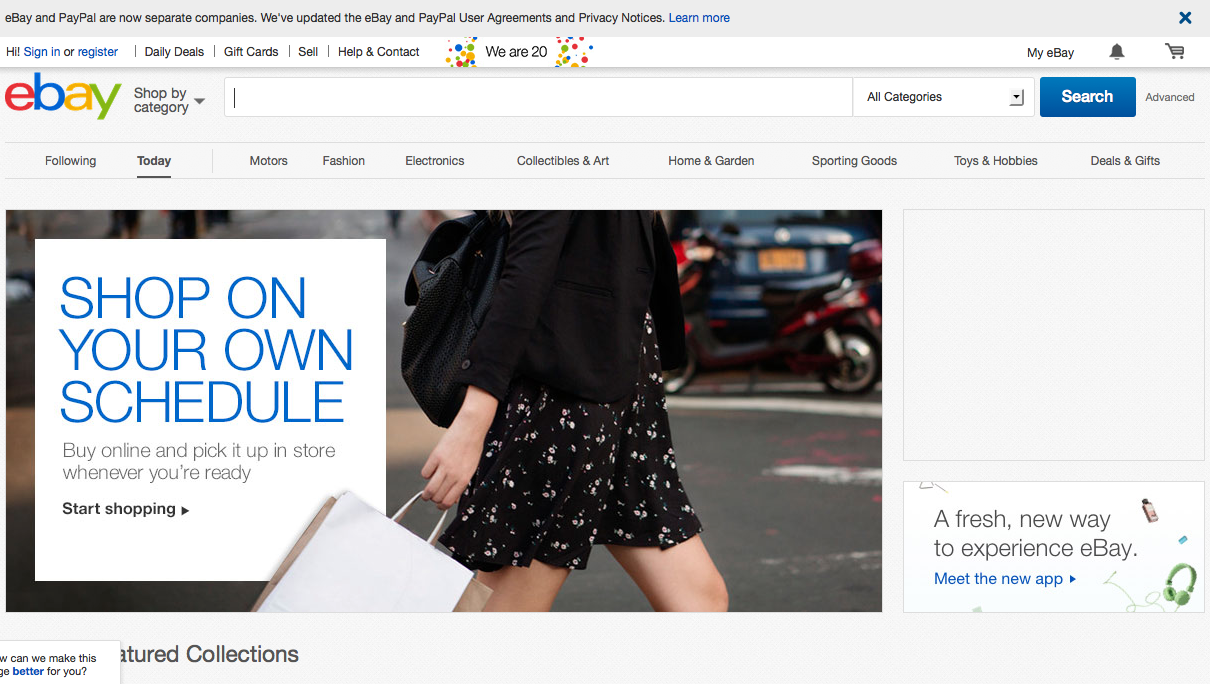 eBay and PayPal are now separate companies. We've updated the eBay and PayPal User Agreements and Privacy Notices. Learn more
Hi! Sign in or register
Daily Deals
Gift Cards
Sell
Help & Contact
We are 20
My eBay
ebay
Shop by
category
All Categories
Search
Advanced
Following
Today
Motors
Fashion
Electronics
Collectibles & Art
Home & Garden
Sporting Goods
Toys & Hobbies
Deals & Gifts
SHOP ON
YOUR OWN
SCHEDULE
Buy online and pick it up in store
whenever you're ready
Start shopping
A fresh, new way
to experience eBay.
Meet the new app
atured Collections
w can we make this
ge better for you?